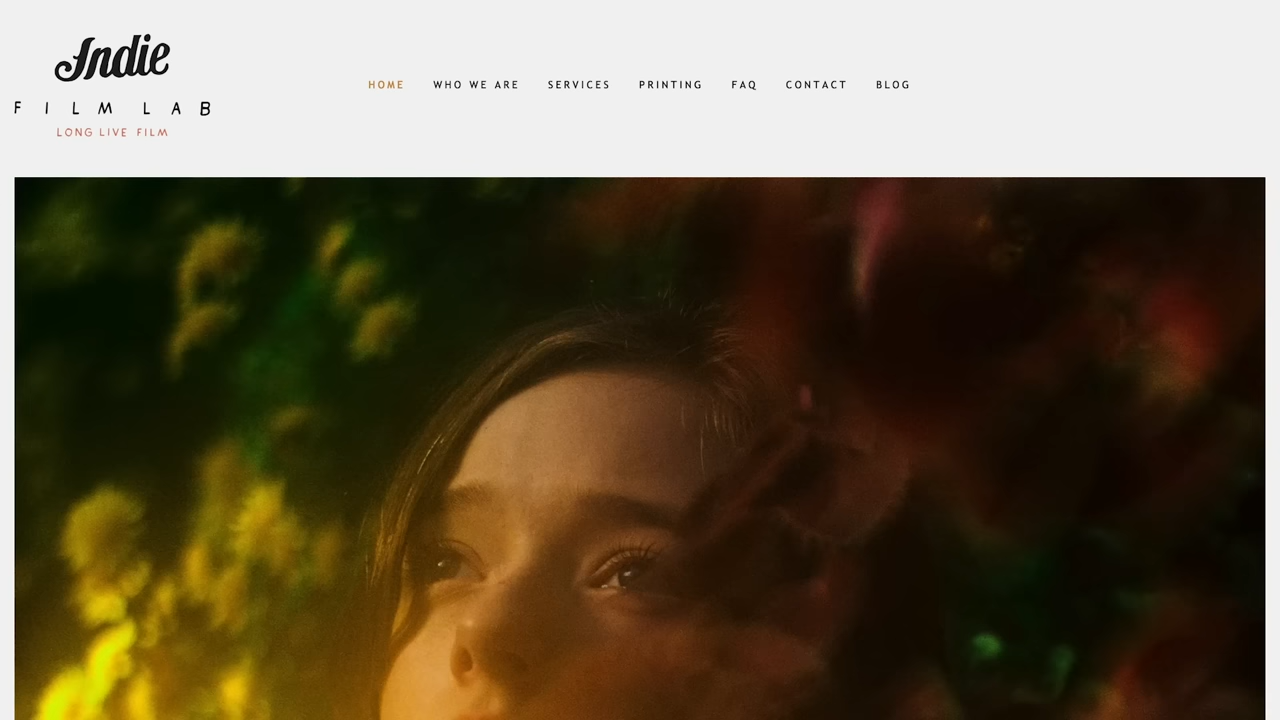 Indie
FILM LAB
LONG LIVE FILM
HOME WHO WE ARE SERVICES PRINTING FAQ CONTACT BLOG